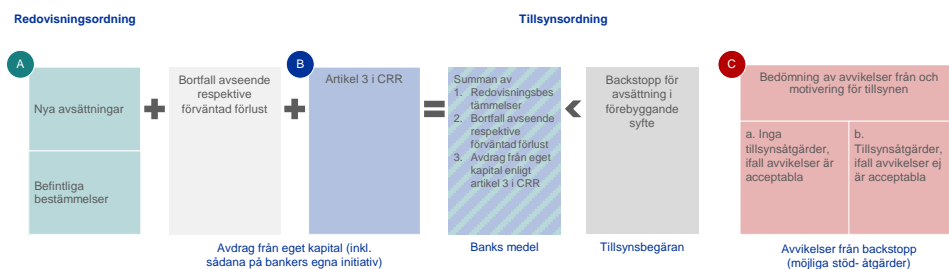 Redovisningsordning
Tillsynsordning
A
Nya avsättningar
Befintliga
bestämmelser
Bortfall avseende
respektive
förväntad förlust
B
Artikel 3 i CRR
Summan av
1. Redovisningsbes
tämmelser
2. Bortfall avseende
respektive
förväntad förlust
3. Avdrag från eget
kapital enligt
artikel 3 i CRR
Backstopp för
avsättning i
förebyggande
syfte
C
Bedömning av avvikelser från och
motivering för tillsynen
a. Inga
tillsynsåtgärder,
ifall avvikelser är
acceptabla
b.
Tillsynsåtgärder,
ifall avvikelser ej
är acceptabla
Avdrag från eget kapital (inkl.
sådana på bankers egna initiativ)
Banks medel
Tillsynsbegäran
Avvikelser från backstopp
(möjliga stöd- åtgärder)